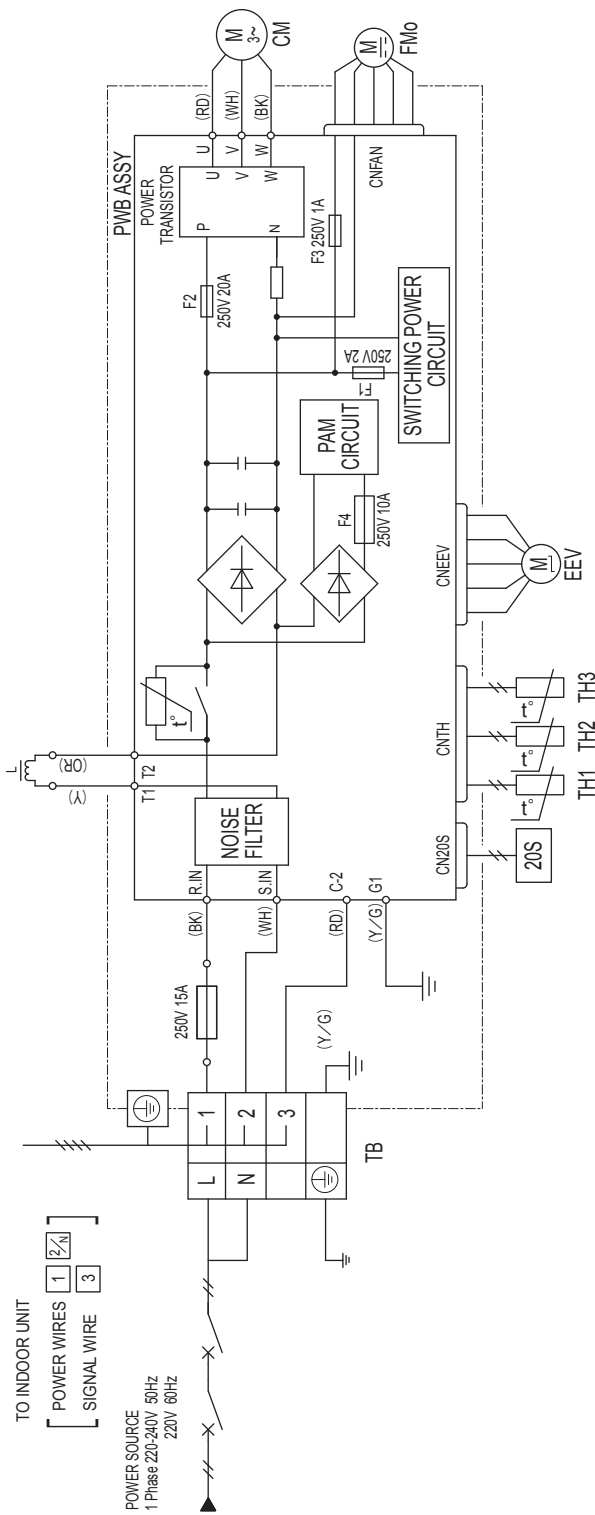 TO INDOOR UNIT
POWER WIRES 1 2/N
SIGNAL WIRE 3
POWER SOURCE
1 Phase 220-240V 50Hz
220V 60Hz
L
N
1
2
3
TB
250V 15A
(Y/G)
(BK)
(WH)
(RD)
(Y/G)
R.IN
S.IN
C-2
G1
NOISE
FILTER
L
(Y)
(OR)
T1
T2
t°
PWB ASSY
POWER
TRANSISTOR
P
N
U
V
W
U
V
W
(RD)
(WH)
(BK)
M
3~
CM
F2
250V 20A
F3 250V 1A
F1
250V 2A
F4
250V 10A
PAM
CIRCUIT
SWITCHING POWER
CIRCUIT
CNFAN
M
FMo
CN20S
20S
CNTH
t°
t°
t°
TH1
TH2
TH3
CNEEV
M
EEV